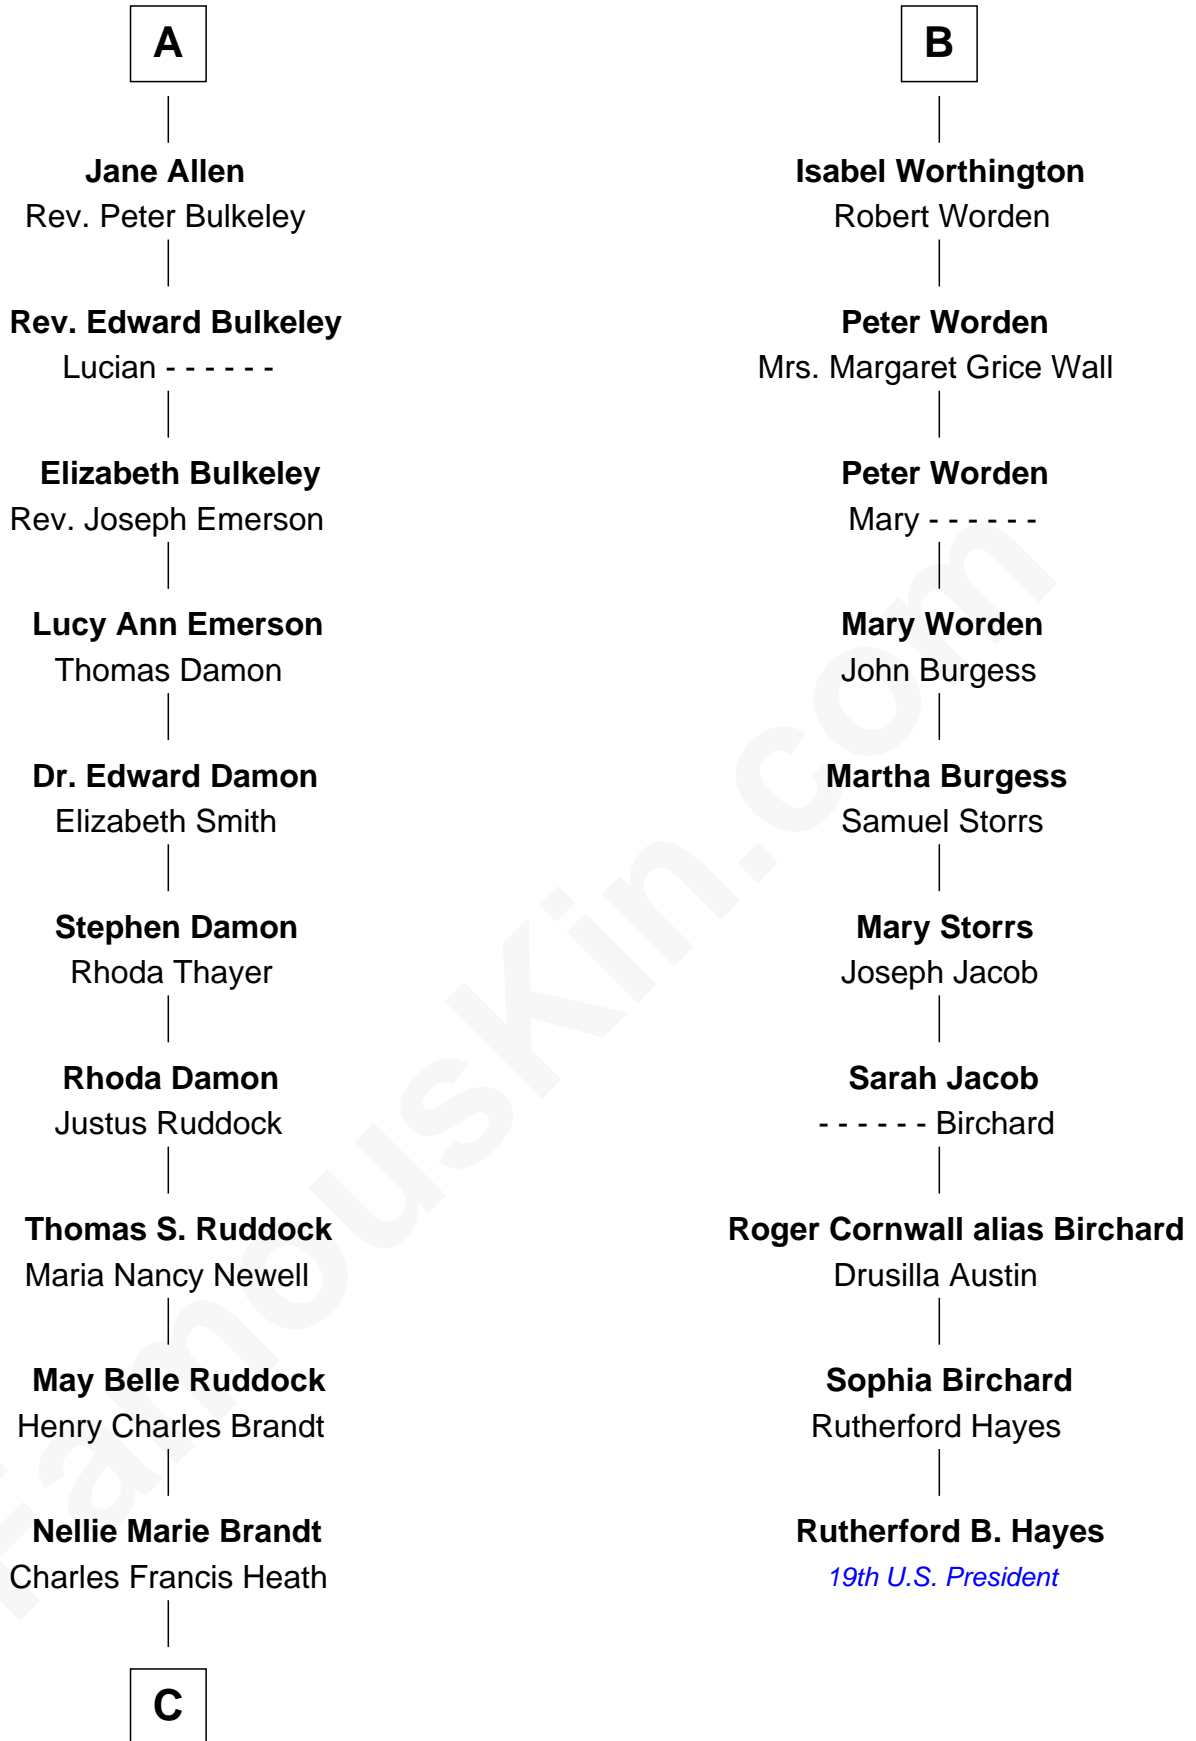 A
Jane Allen
Rev. Peter Bulkeley
Rev. Edward Bulkeley
Lucian - - - - - -
Elizabeth Bulkeley
Rev. Joseph Emerson
Lucy Ann Emerson
Thomas Damon
Dr. Edward Damon
Elizabeth Smith
Stephen Damon
Rhoda Thayer
Rhoda Damon
Justus Ruddock
Thomas S. Ruddock
Maria Nancy Newell
May Belle Ruddock
Henry Charles Brandt
Nellie Marie Brandt
Charles Francis Heath
C
B
Isabel Worthington
Robert Worden
Peter Worden
Mrs. Margaret Grice Wall
Peter Worden
Mary - - - - - -
Mary Worden
John Burgess
Martha Burgess
Samuel Storrs
Mary Storrs
Joseph Jacob
Sarah Jacob
- - - - - - Birchard
Roger Cornwall alias Birchard
Drusilla Austin
Sophia Birchard
Rutherford Hayes
Rutherford B. Hayes
19th U.S. President
FamousKin.com